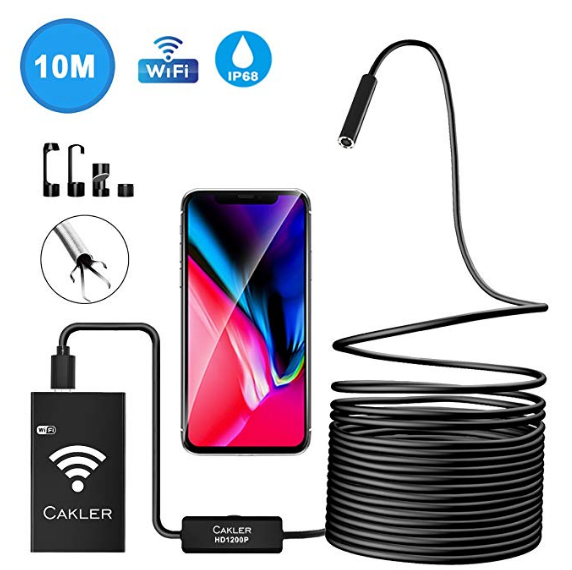 10M
WiFi
IP68
WiFi
CAKLER
CAKLER
HD1200P